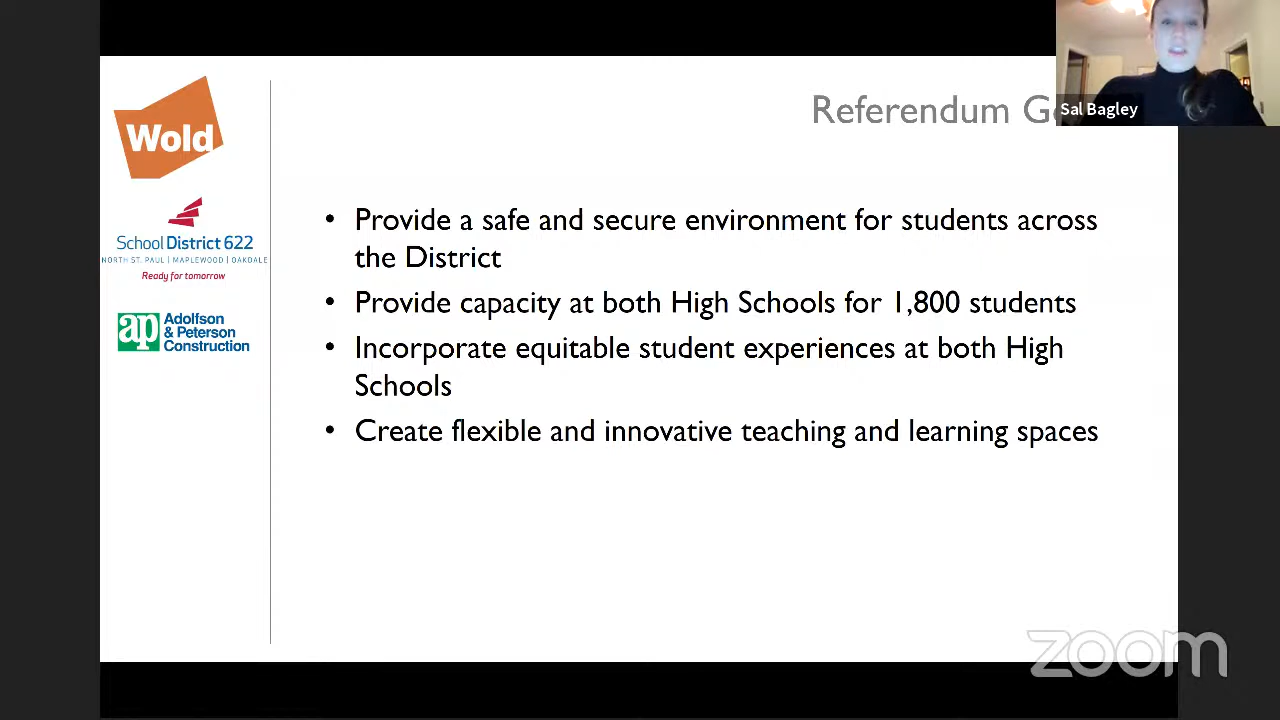 Wold
School District 622
NORTH ST. PAUL | MAPLEWOOD | OAKDALE
Ready for tomorrow
ap Adolfson
& Peterson
Construction
Referendum
Sal Bagley
• Provide a safe and secure environment for students across
the District
• Provide capacity at both High Schools for 1,800 students
• Incorporate equitable student experiences at both High
Schools
• Create flexible and innovative teaching and learning spaces
zoom